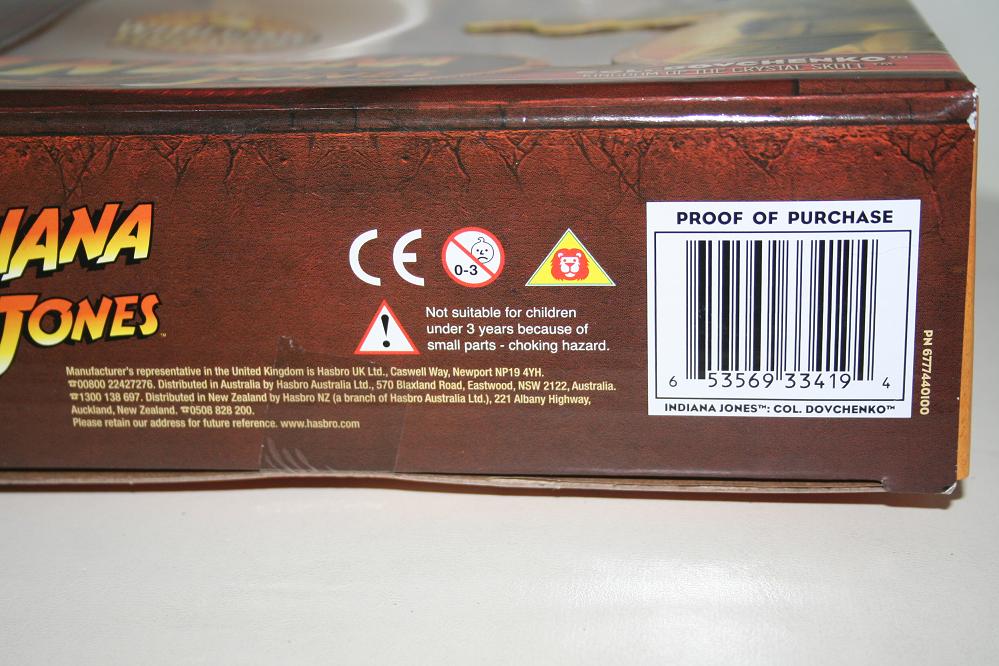 DOVCHENKO™
KINGDOM OF THE CRYSTAL SKULL
IANA
JONES™
CE
0-3
Not suitable for children
under 3 years because of
small parts - choking hazard.
Manufacturer's representative in the United Kingdom is Hasbro UK Ltd., Caswell Way, Newport NP19 4YH.
☎00800 22427276. Distributed in Australia by Hasbro Australia Ltd., 570 Blaxland Road, Eastwood, NSW 2122, Australia.
☎1300 138 697. Distributed in New Zealand by Hasbro NZ (a branch of Hasbro Australia Ltd.), 221 Albany Highway,
Auckland, New Zealand. ☎0508 828 200.
Please retain our address for future reference. www.hasbro.com
PROOF OF PURCHASE
6 53569 33419 4
INDIANA JONES™: COL. DOVCHENKO™
PN 6777440100